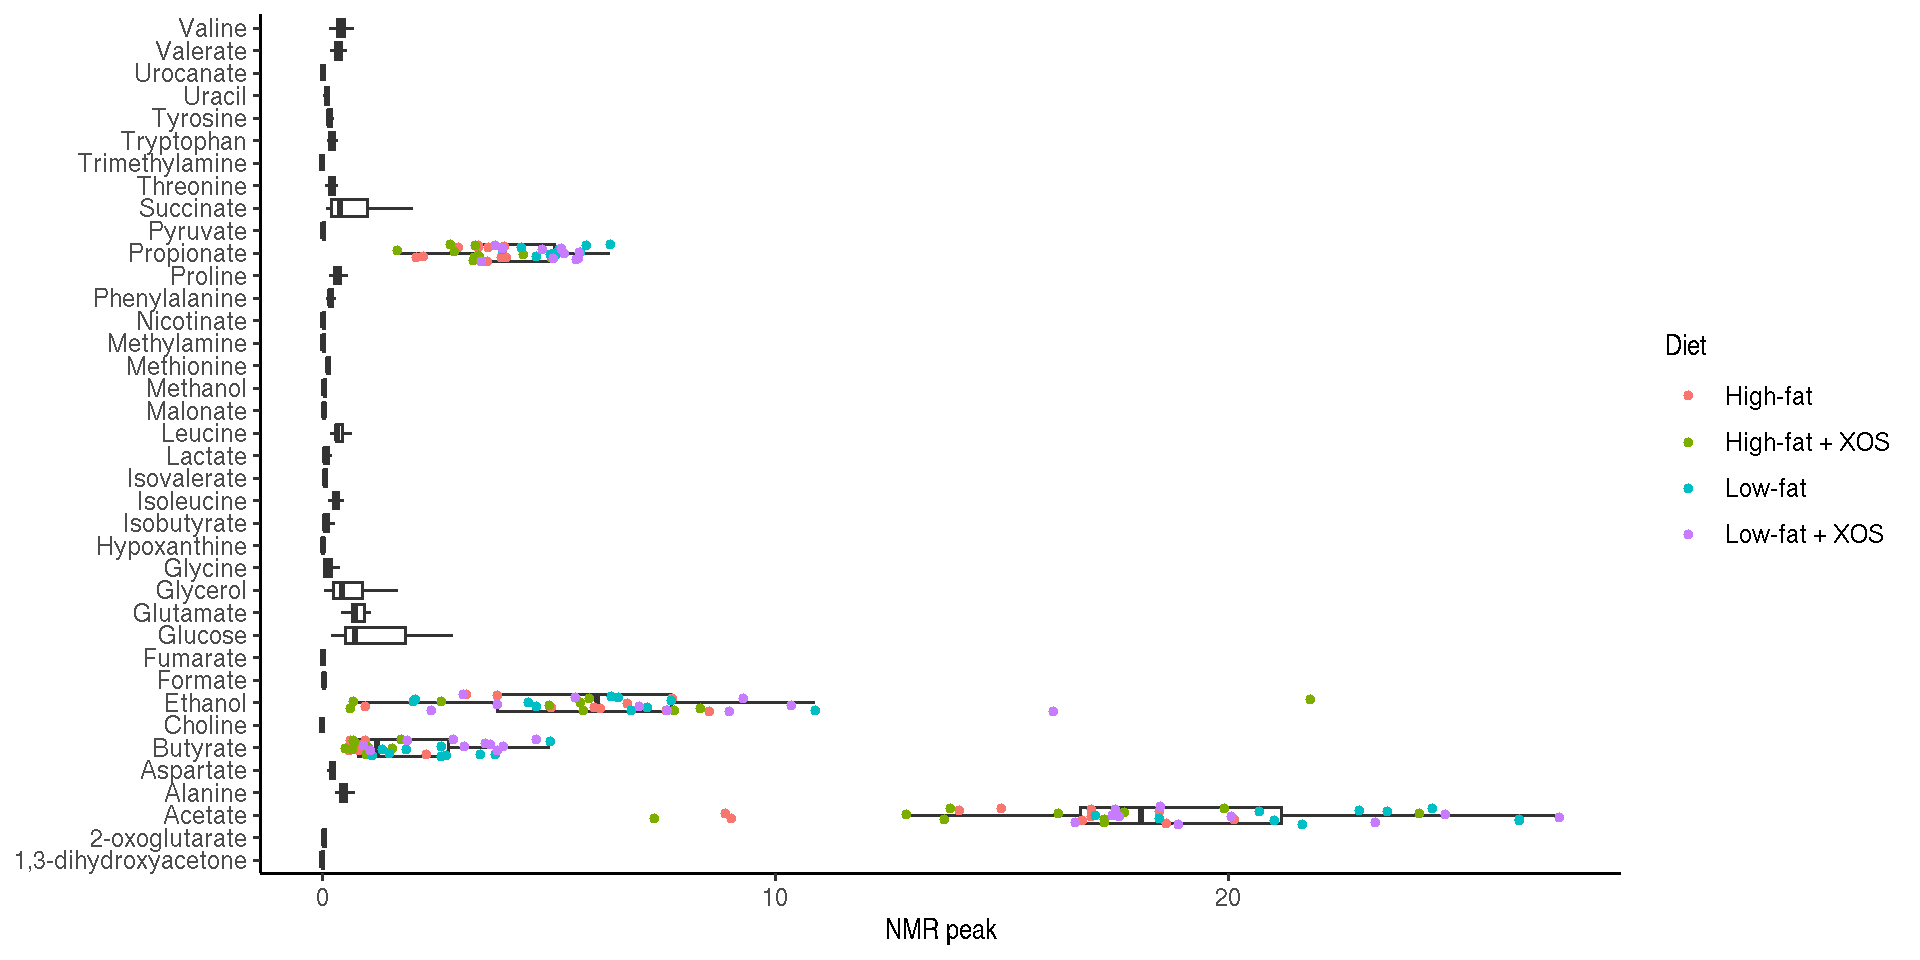 Valine
Valerate
Urocanate
Uracil
Tyrosine
Tryptophan
Trimethylamine
Threonine
Succinate
Pyruvate
Propionate
Proline
Phenylalanine
Nicotinate
Methylamine
Methionine
Methanol
Malonate
Leucine
Lactate
Isovalerate
Isoleucine
Isobutyrate
Hypoxanthine
Glycine
Glycerol
Glutamate
Glucose
Fumarate
Formate
Ethanol
Choline
Butyrate
Aspartate
Alanine
Acetate
2-oxoglutarate
1,3-dihydroxyacetone
0 10 20
NMR peak
Diet
High-fat
High-fat + XOS
Low-fat
Low-fat + XOS